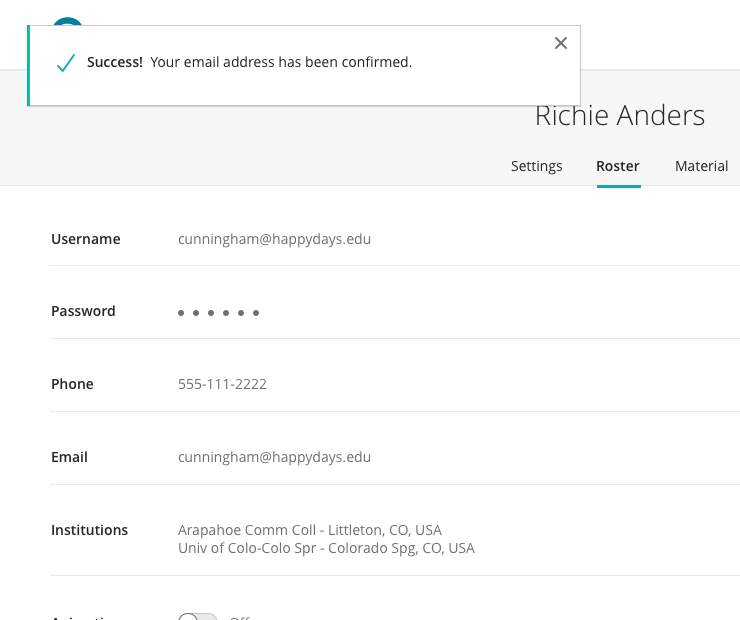 Success! Your email address has been confirmed.
Richie Anders
Settings Roster Material
Username cunningham@happydays.edu
Password
Phone 555-111-2222
Email cunningham@happydays.edu
Institutions Arapahoe Comm Coll - Littleton, CO, USA
Univ of Colo-Colo Spr - Colorado Spg, CO, USA
Off